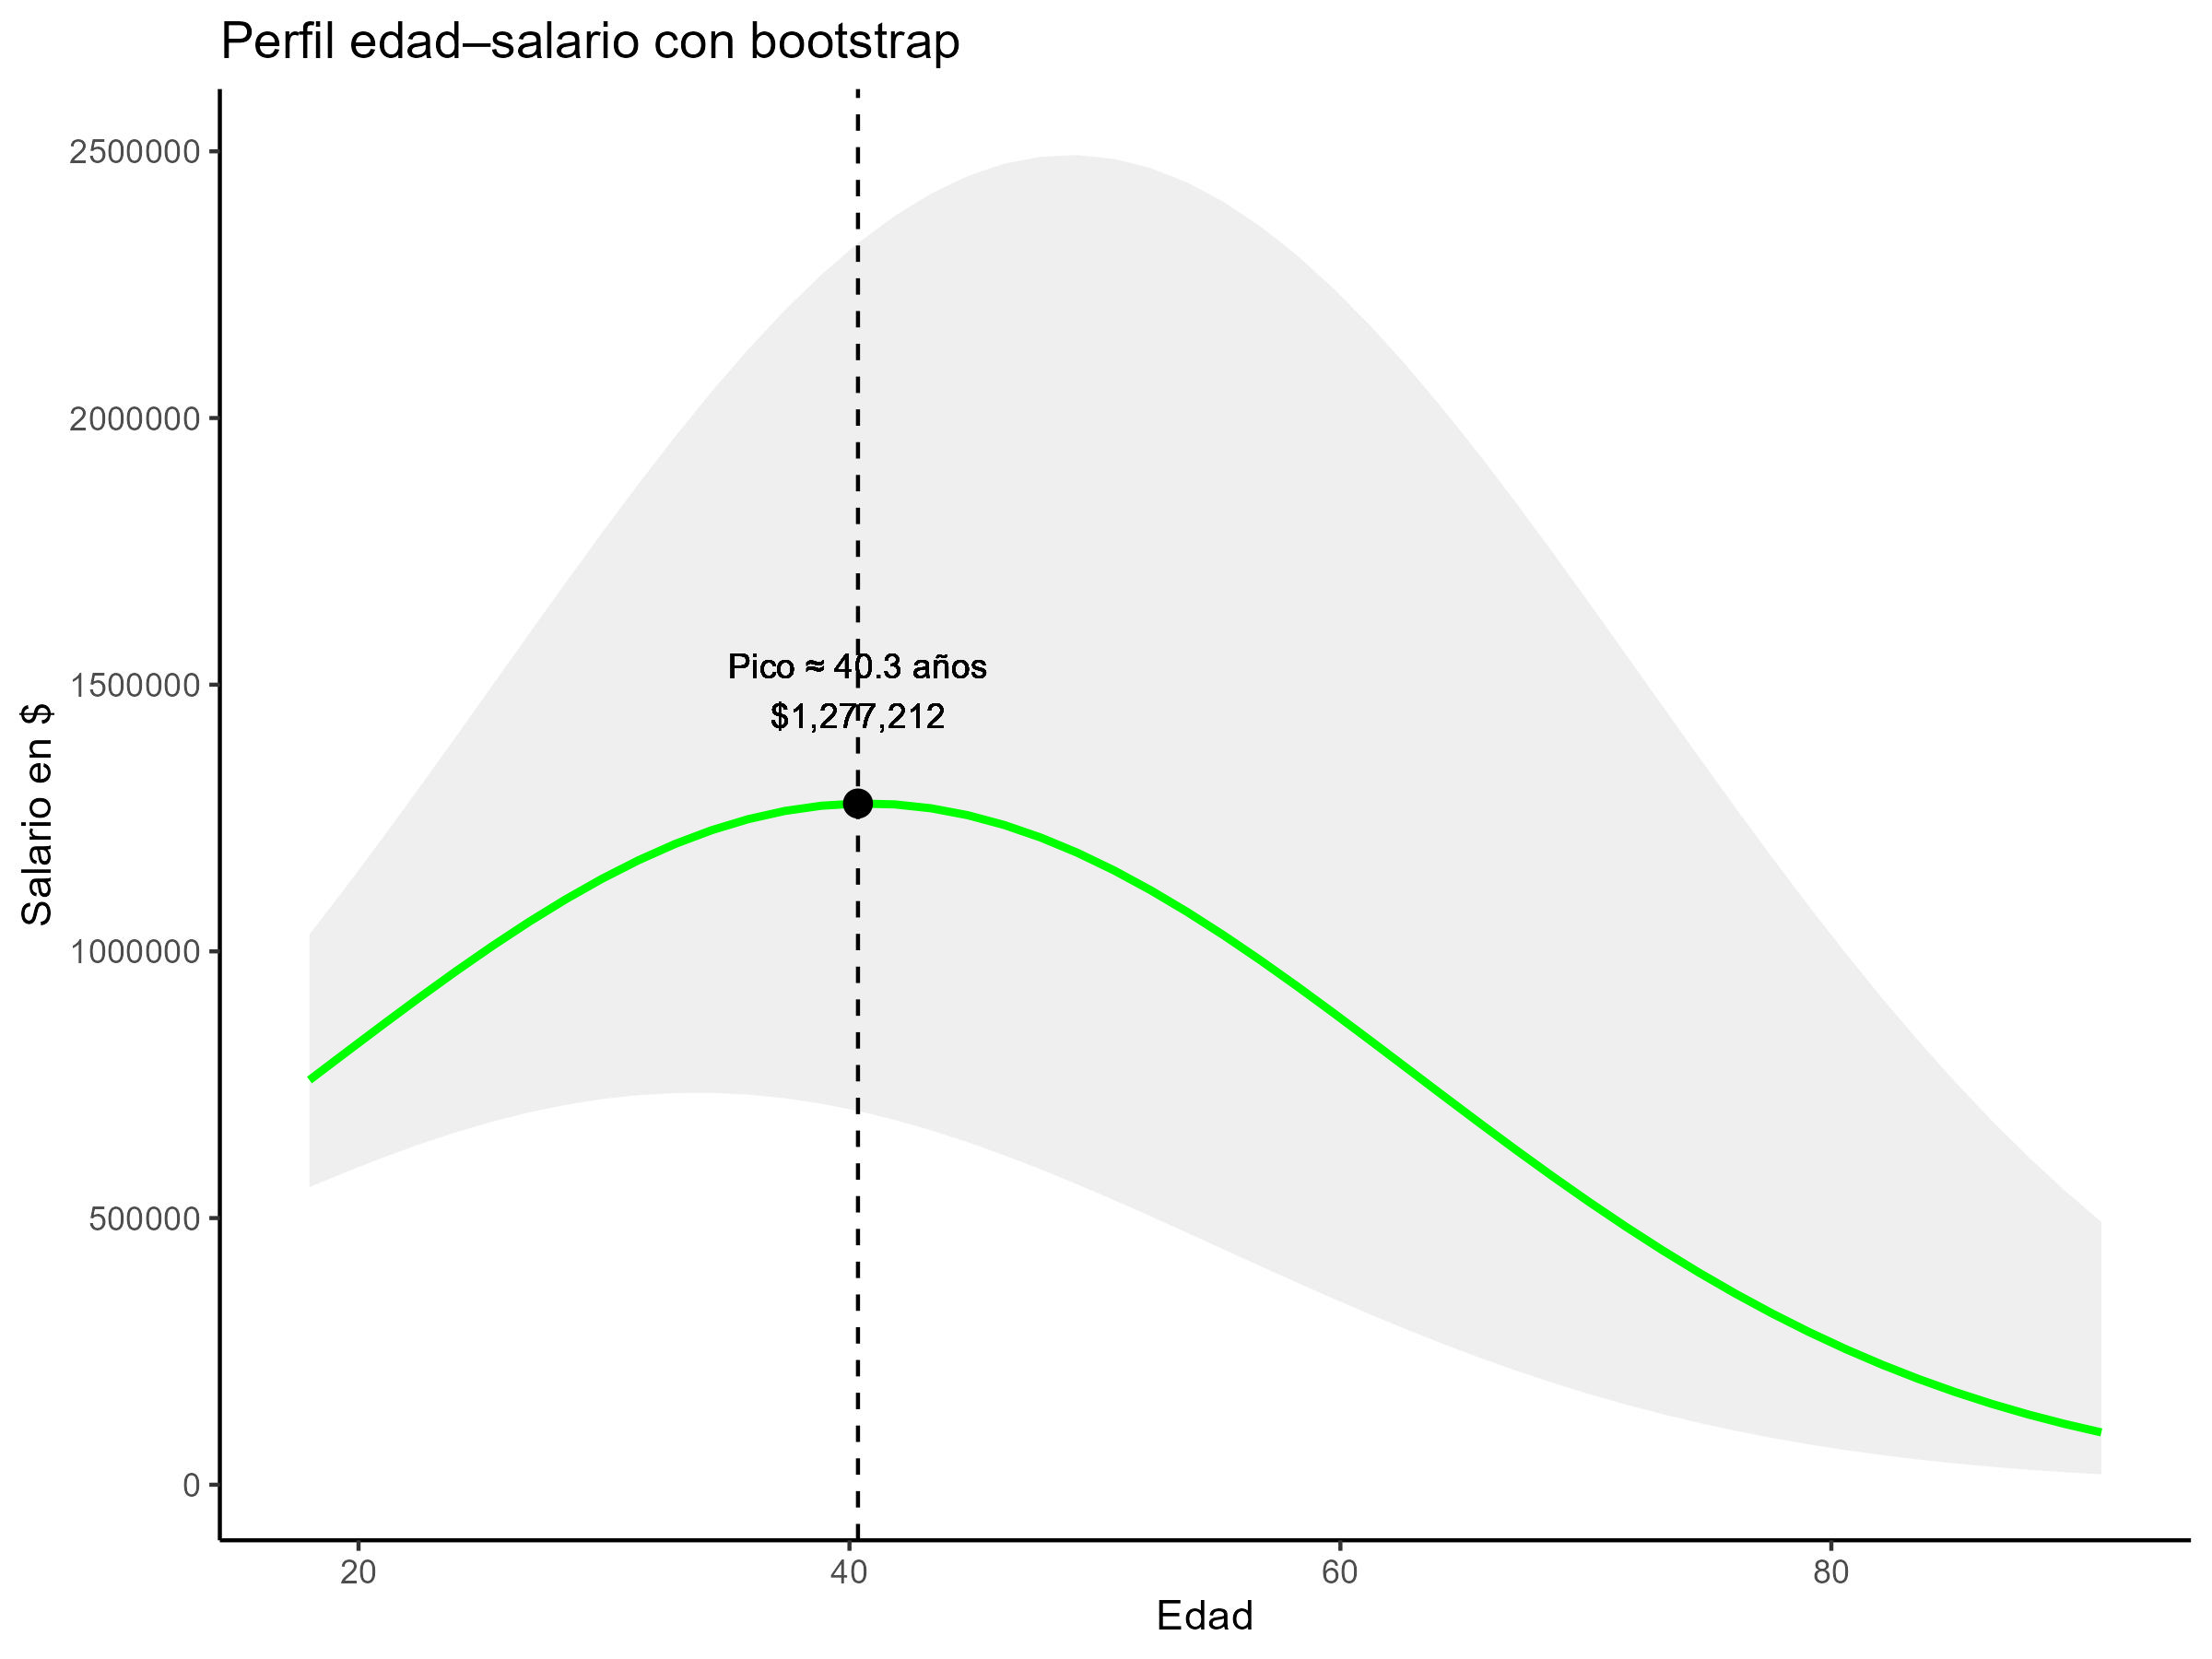 Perfil edad–salario con bootstrap
Salario en $
2500000
2000000
1500000
1000000
500000
0
Pico ≈ 40.3 años
$1,277,212
20
40
60
80
Edad